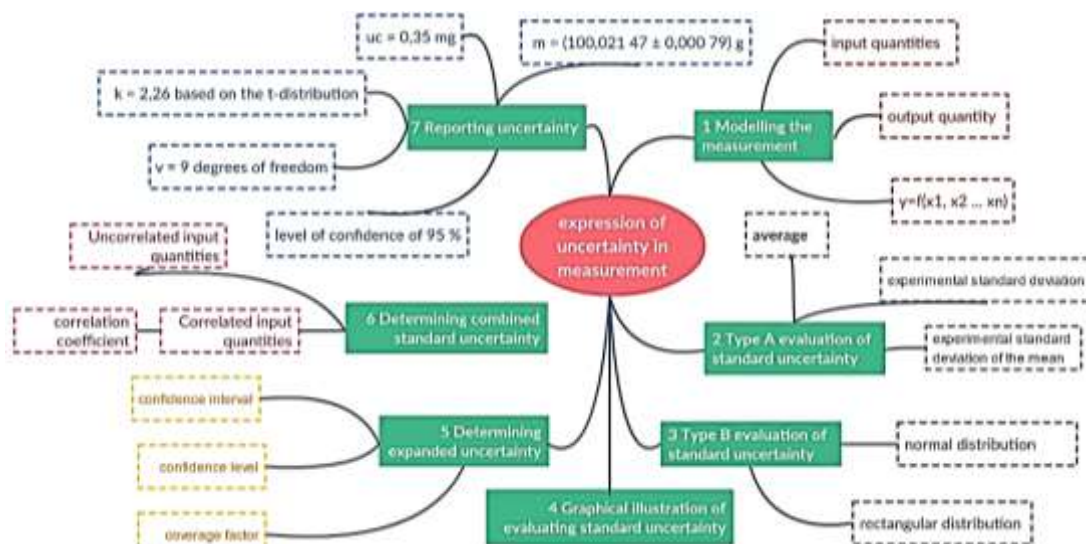 uc = 0,35 mg
m = (100,021 47 ± 0,000 79) g
input quantities
k = 2,26 based on the t-distribution
output quantity
7 Reporting uncertainty
1 Modelling the
measurement
v = 9 degrees of freedom
y=f(x1, x2 ... xn)
level of confidence of 95 %
expression of
uncertainty in
measurement
average
Uncorrelated input
quantities
experimental standard deviation
6 Determining combined
standard uncertainty
Correlated input
quantities
correlation
coefficient
2 Type A evaluation of
standard uncertainty
experimental standard
deviation of the mean
confidence interval
5 Determining
expanded uncertainty
3 Type B evaluation of
standard uncertainty
normal distribution
confidence level
4 Graphical illustration of
evaluating standard uncertainty
rectangular distribution
coverage factor